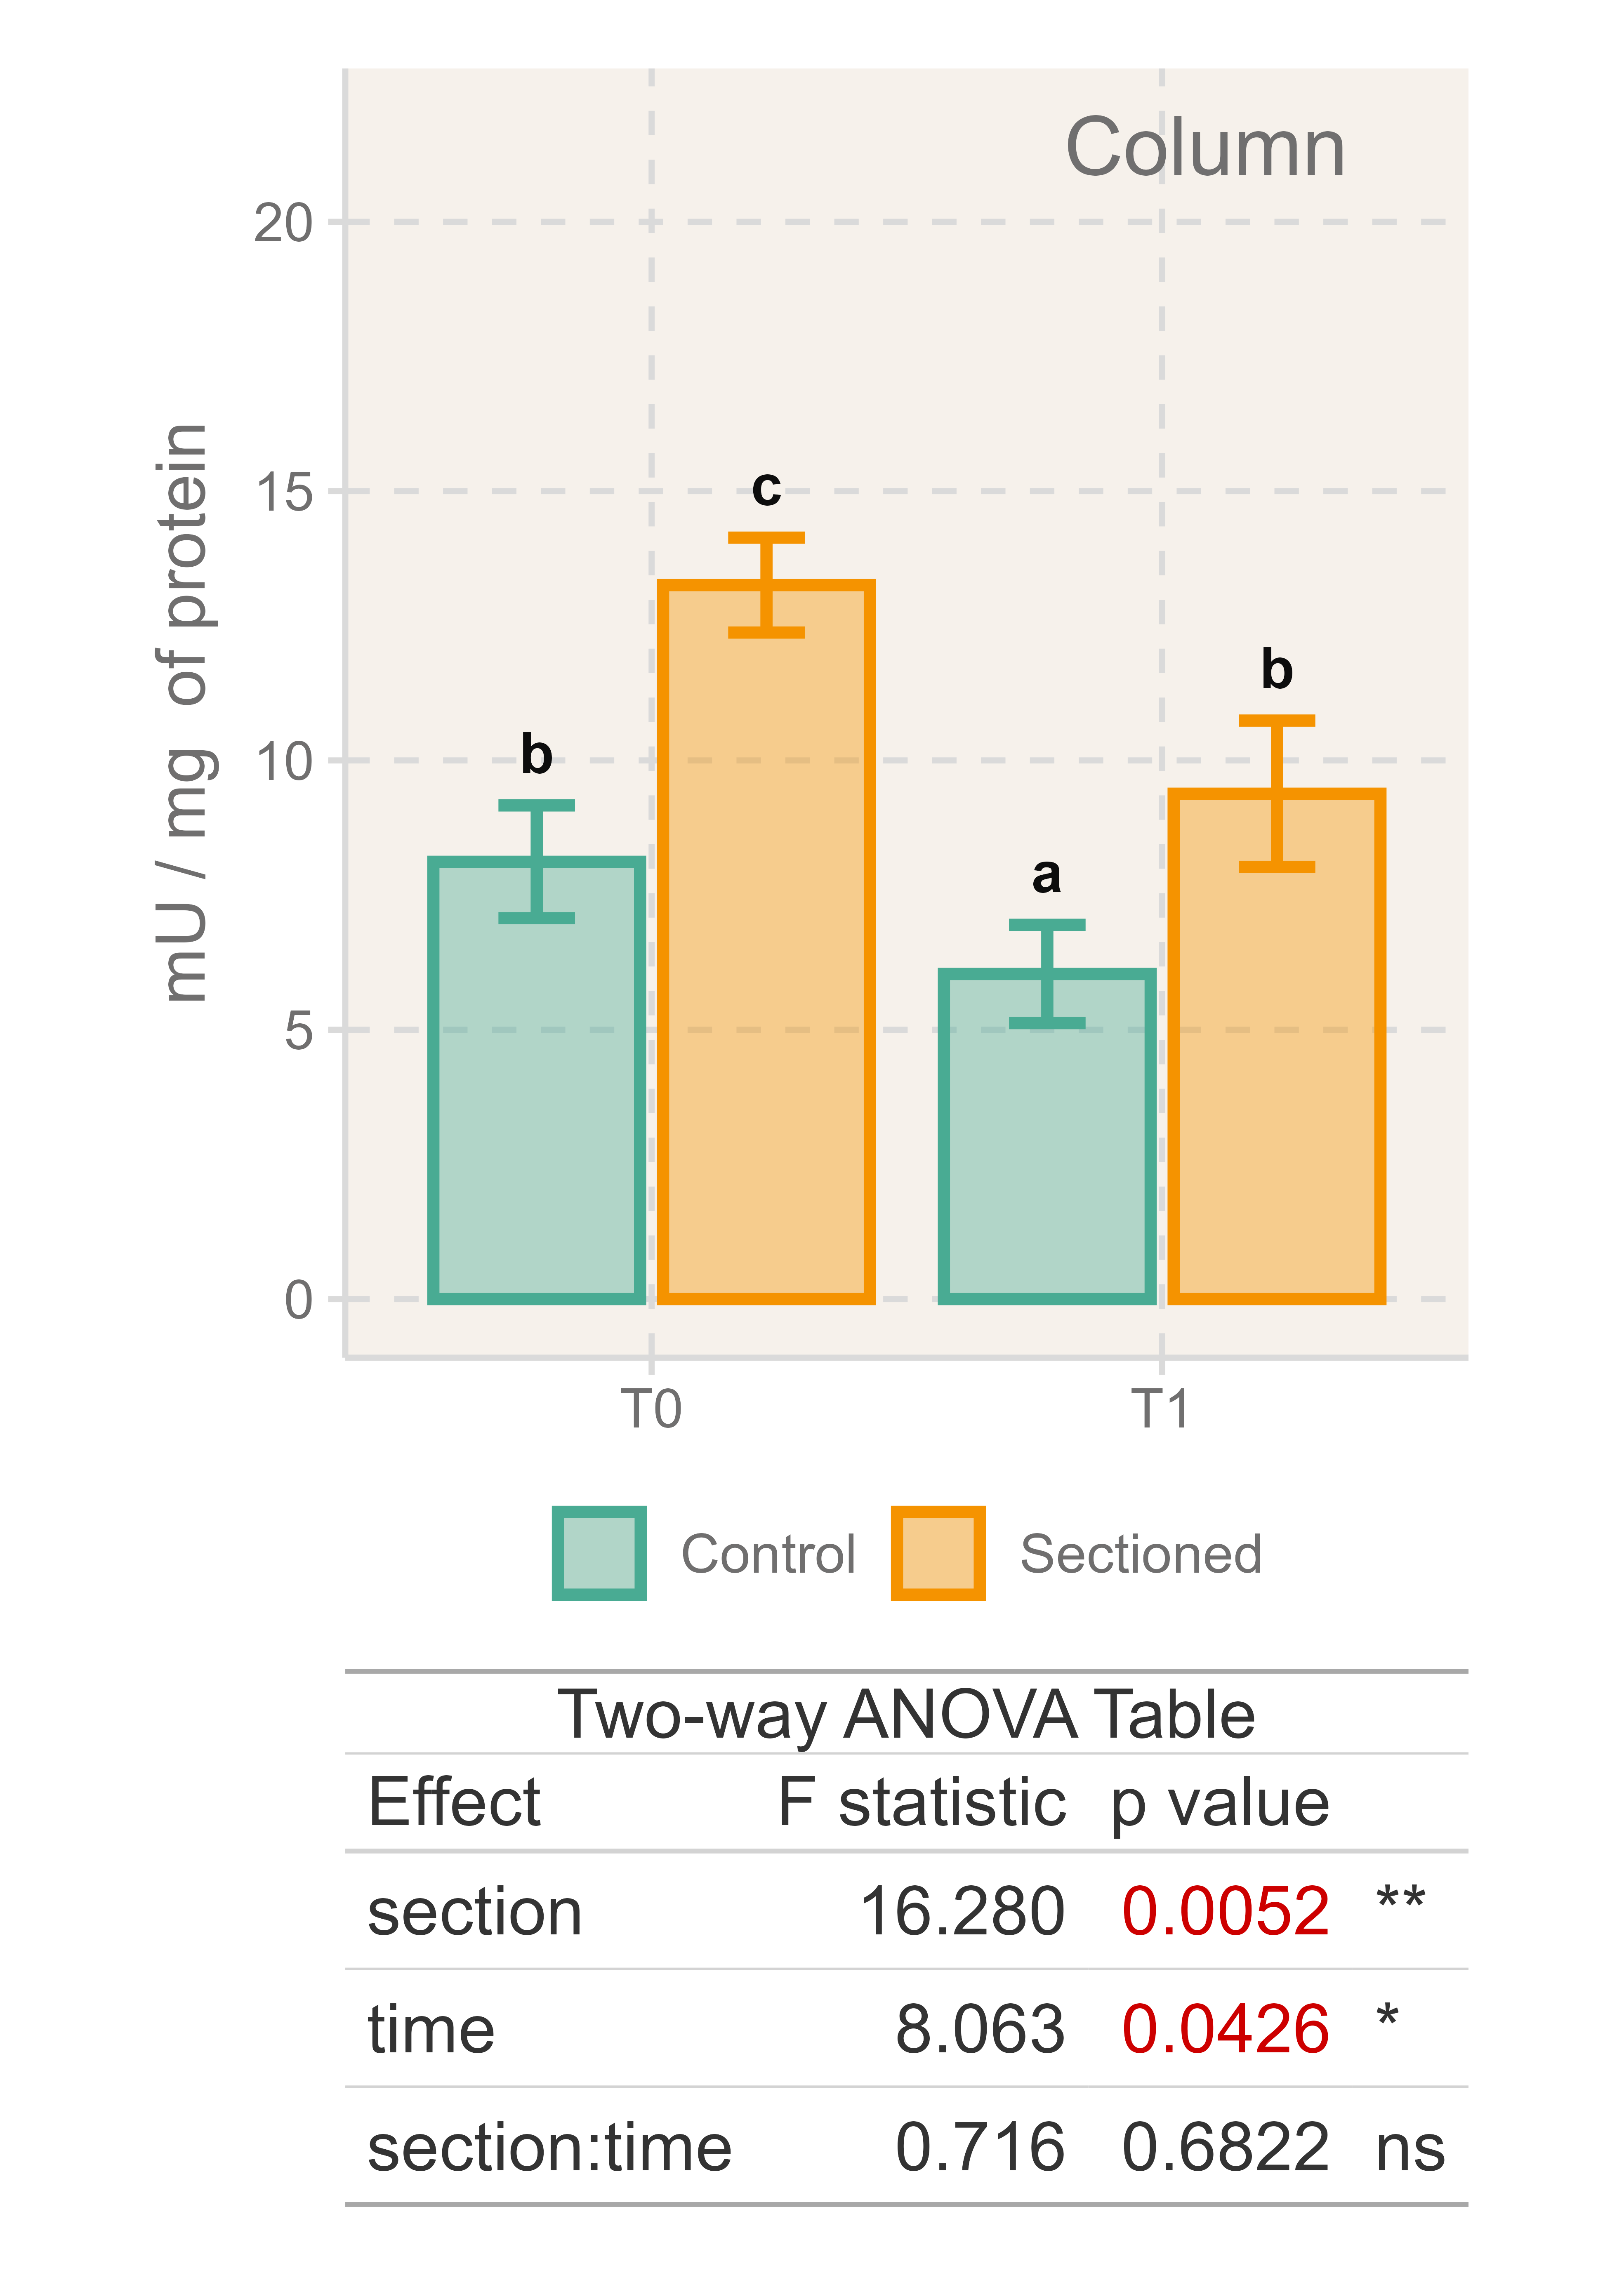 Column
20
15
10
5
0
mU / mg of protein
c
b
b
a
T0 T1
Control Sectioned
Two-way ANOVA Table
Effect F statistic p value
section 16.280 0.0052 **
time 8.063 0.0426 *
section:time 0.716 0.6822 ns